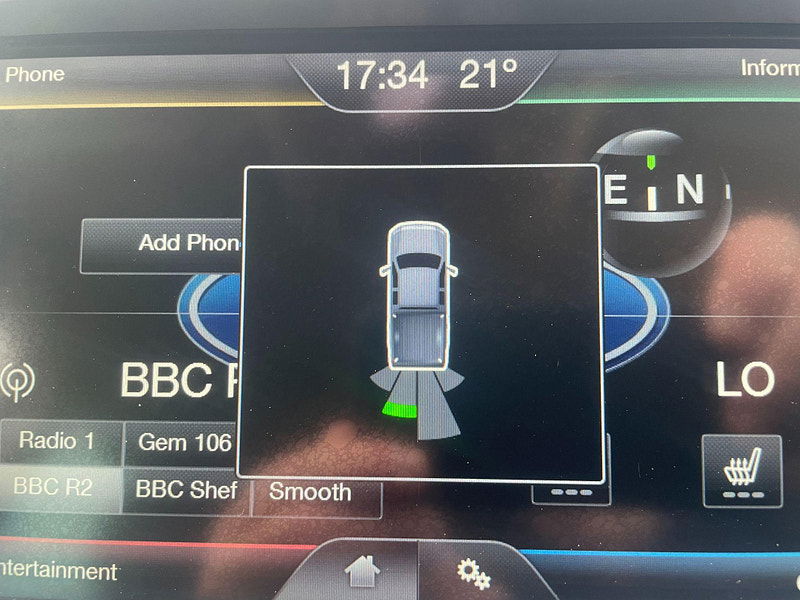 Phone 17:34 21° Inform
E N
Add Phon
BBC R LO
Radio 1 Gem 106
BBC R2 BBC Shef Smooth
ntertainment